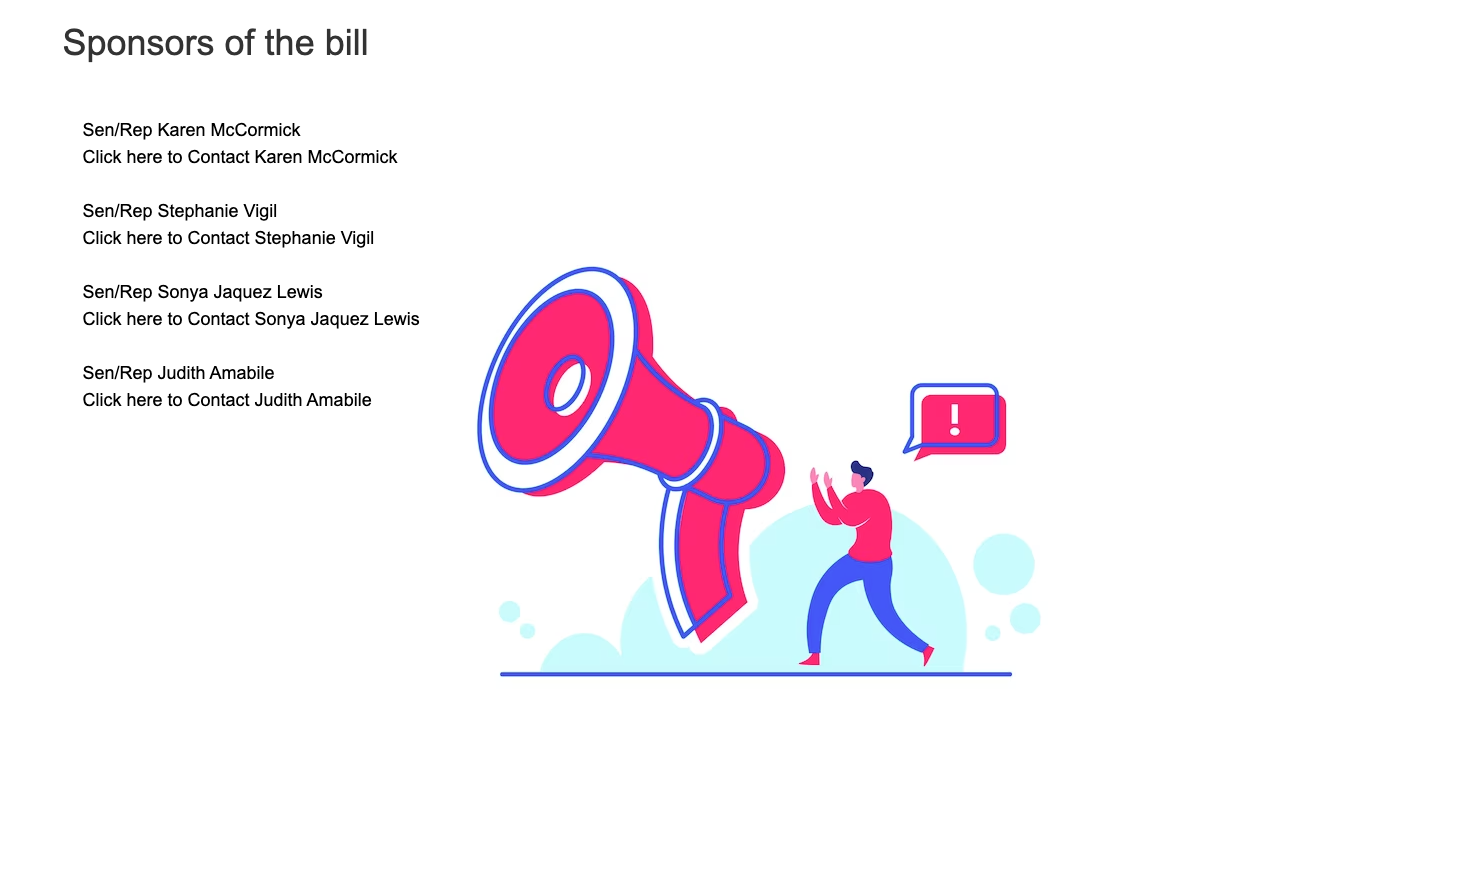 Sponsors of the bill
Sen/Rep Karen McCormick
Click here to Contact Karen McCormick
Sen/Rep Stephanie Vigil
Click here to Contact Stephanie Vigil
Sen/Rep Sonya Jaquez Lewis
Click here to Contact Sonya Jaquez Lewis
Sen/Rep Judith Amabile
Click here to Contact Judith Amabile
!